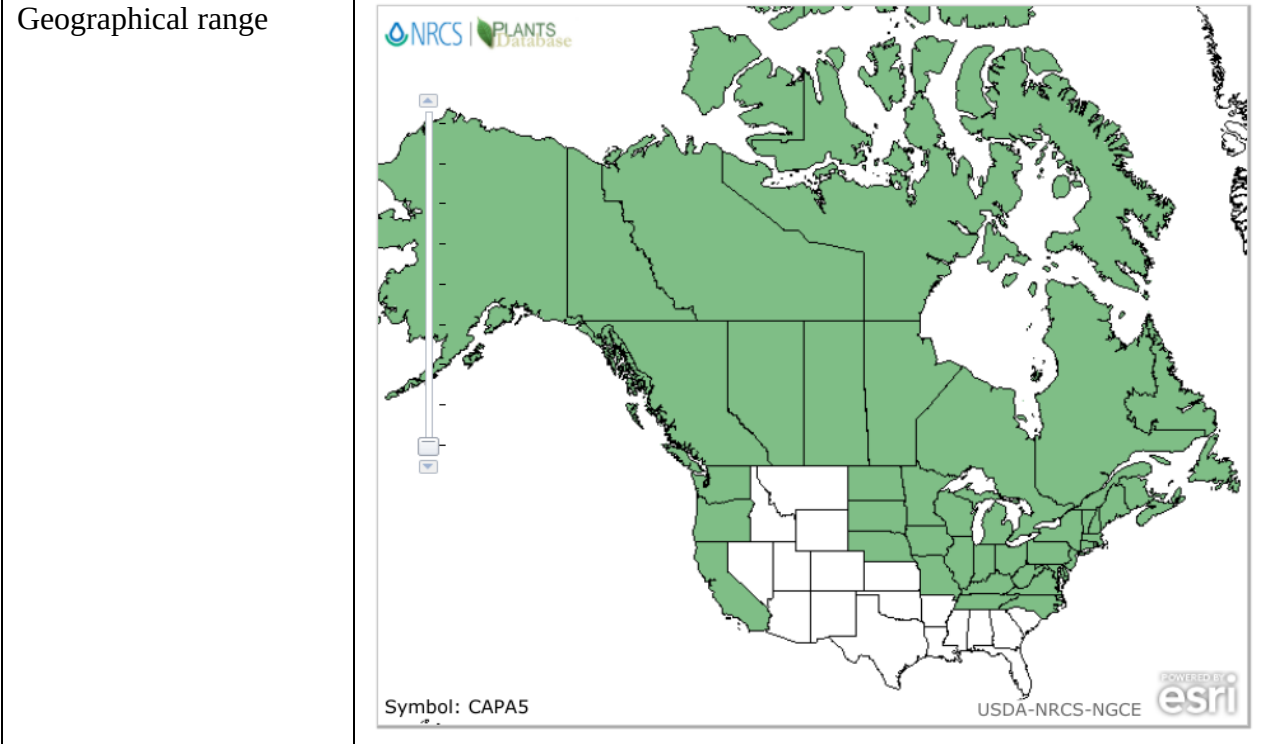 Geographical range
NRCS | PLANTS
Database
Symbol: CAPA5
POWERED BY
esri
USDA-NRCS-NGCE